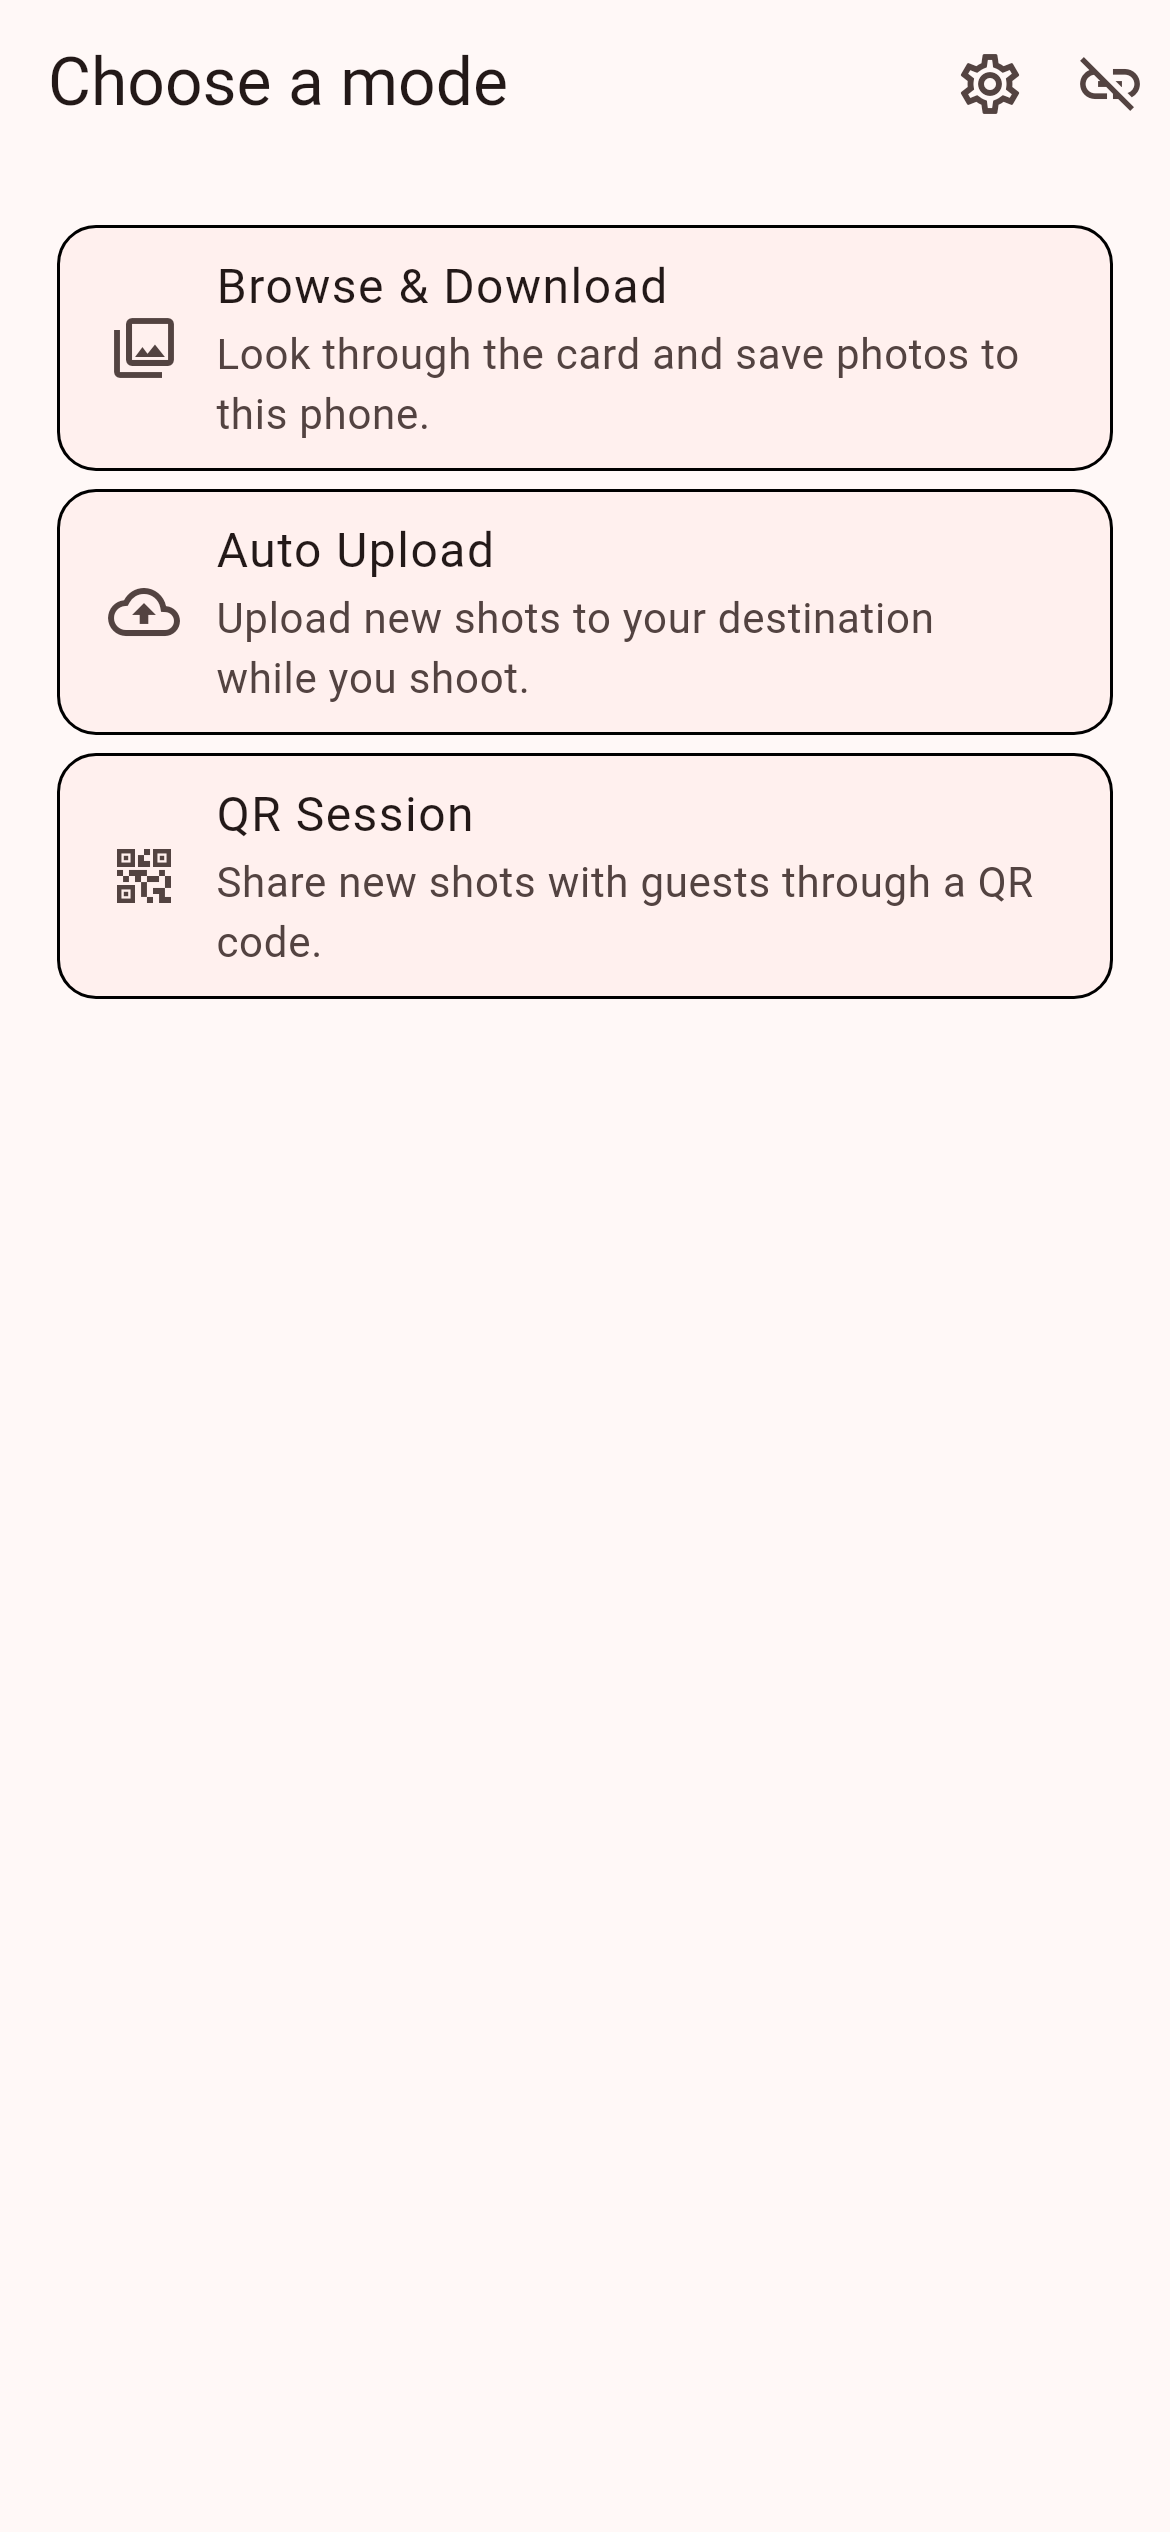 Choose a mode
Browse & Download
Look through the card and save photos to
this phone.
Auto Upload
Upload new shots to your destination
while you shoot.
QR Session
Share new shots with guests through a QR
code.